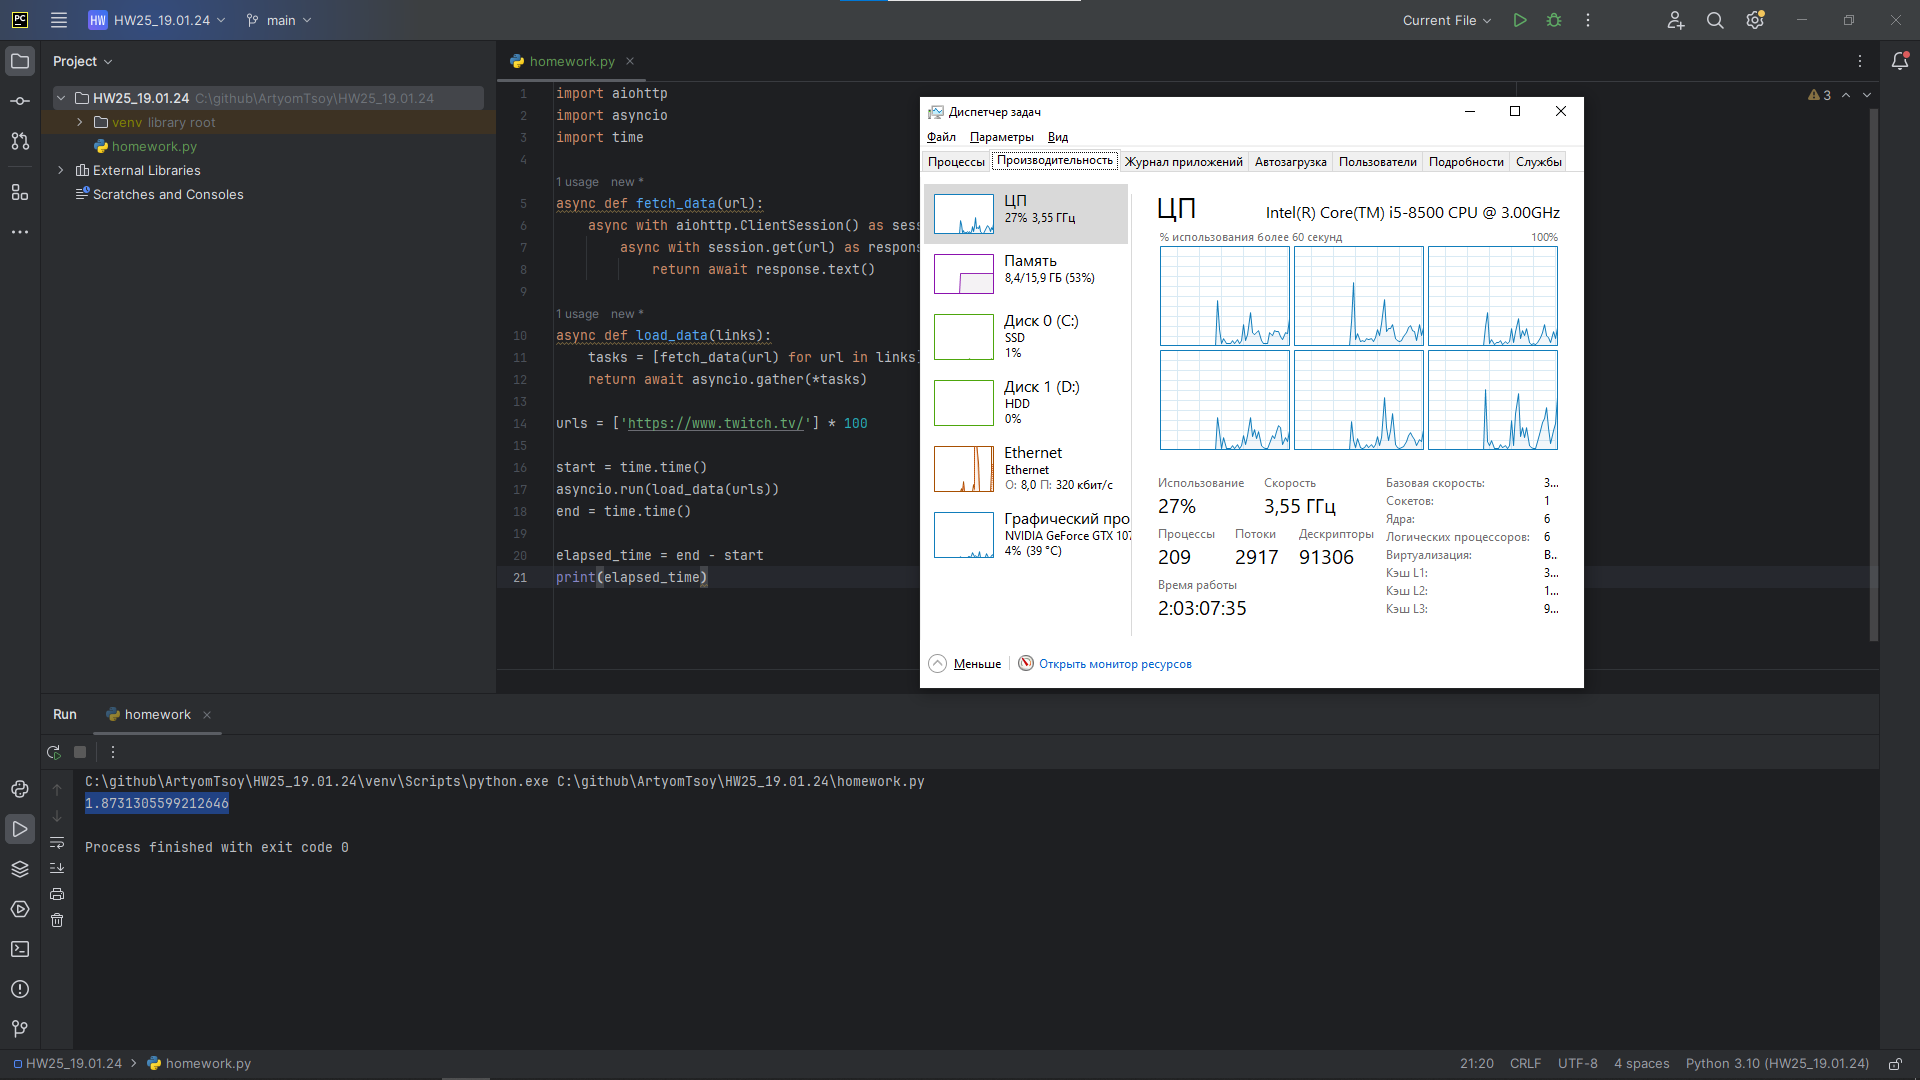 PC
HW HW25_19.01.24 main
Current File
Project
HW25_19.01.24 C:\github\ArtyomTsoy\HW25_19.01.24
venv library root
homework.py
External Libraries
Scratches and Consoles
homework.py
3
1 import aiohttp
2 import asyncio
3 import time
4
1 usage new *
5 async def fetch_data(url):
6 async with aiohttp.ClientSession() as sess
7 async with session.get(url) as respons
8 return await response.text()
9
1 usage new *
10 async def load_data(links):
11 tasks = [fetch_data(url) for url in links]
12 return await asyncio.gather(*tasks)
13
14 urls = ['https://www.twitch.tv/'] * 100
15
16 start = time.time()
17 asyncio.run(load_data(urls))
18 end = time.time()
19
20 elapsed_time = end - start
21 print(elapsed_time)
Диспетчер задач
Файл Параметры Вид
Процессы Производительность Журнал приложений Автозагрузка Пользователи Подробности Службы
ЦП
27% 3,55 ГГц
Память
8,4/15,9 ГБ (53%)
Диск 0 (C:)
SSD
1%
Диск 1 (D:)
HDD
0%
Ethernet
Ethernet
О: 8,0 П: 320 кбит/с
Графический про
NVIDIA GeForce GTX 107
4% (39 °C)
ЦП Intel(R) Core(TM) i5-8500 CPU @ 3.00GHz
% использования более 60 секунд 100%
Использование Скорость
27% 3,55 ГГц
Процессы Потоки Дескрипторы
209 2917 91306
Время работы
2:03:07:35
Базовая скорость: 3...
Сокетов: 1
Ядра: 6
Логических процессоров: 6
Виртуализация: В..
Кэш L1: 3...
Кэш L2: 1...
Кэш L3: 9...
Меньше Открыть монитор ресурсов
Run homework
C:\github\ArtyomTsoy\HW25_19.01.24\venv\Scripts\python.exe C:\github\ArtyomTsoy\HW25_19.01.24\homework.py
1.8731305599212646
Process finished with exit code 0
HW25_19.01.24 homework.py
21:20 CRLF UTF-8 4 spaces Python 3.10 (HW25_19.01.24)